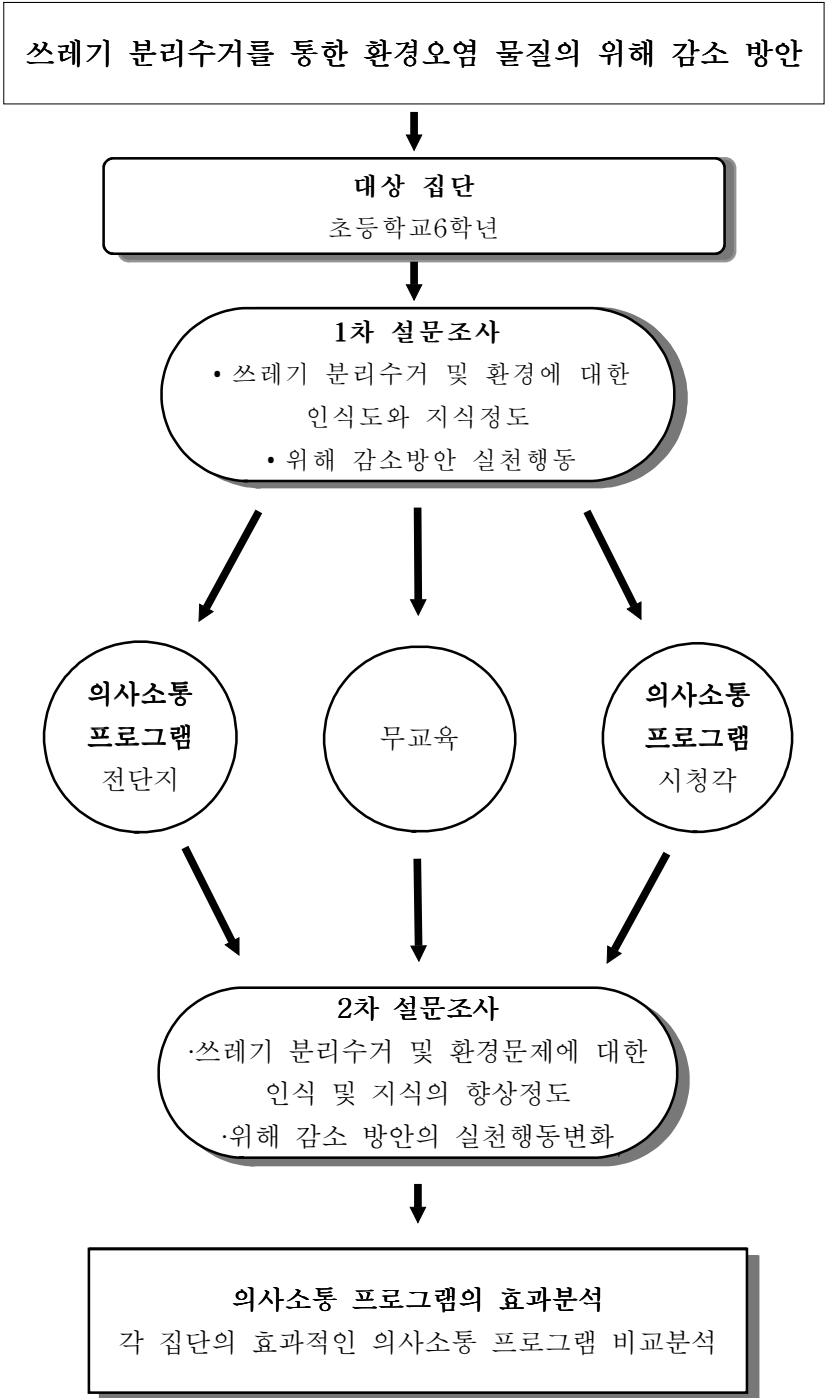 쓰레기 분리수거를 통한 환경오염 물질의 위해 감소 방안
대상 집단
초등학교6학년
1차 설문조사
• 쓰레기 분리수거 및 환경에 대한
인식도와 지식정도
• 위해 감소방안 실천행동
의사소통
프로그램
전단지
무교육
의사소통
프로그램
시청각
2차 설문조사
·쓰레기 분리수거 및 환경문제에 대한
인식 및 지식의 향상정도
·위해 감소 방안의 실천행동변화
의사소통 프로그램의 효과분석
각 집단의 효과적인 의사소통 프로그램 비교분석